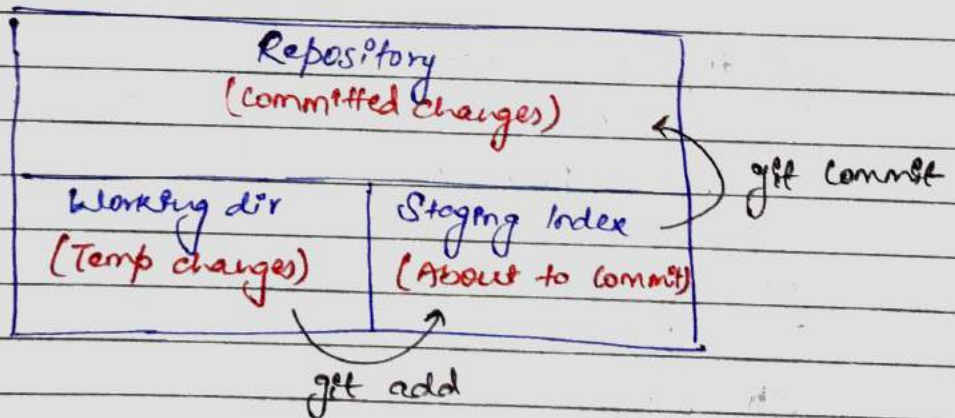 Repository
(Committed changes)
git commit
Working dir
(Temp changes)
Staging Index
(About to commit)
git add